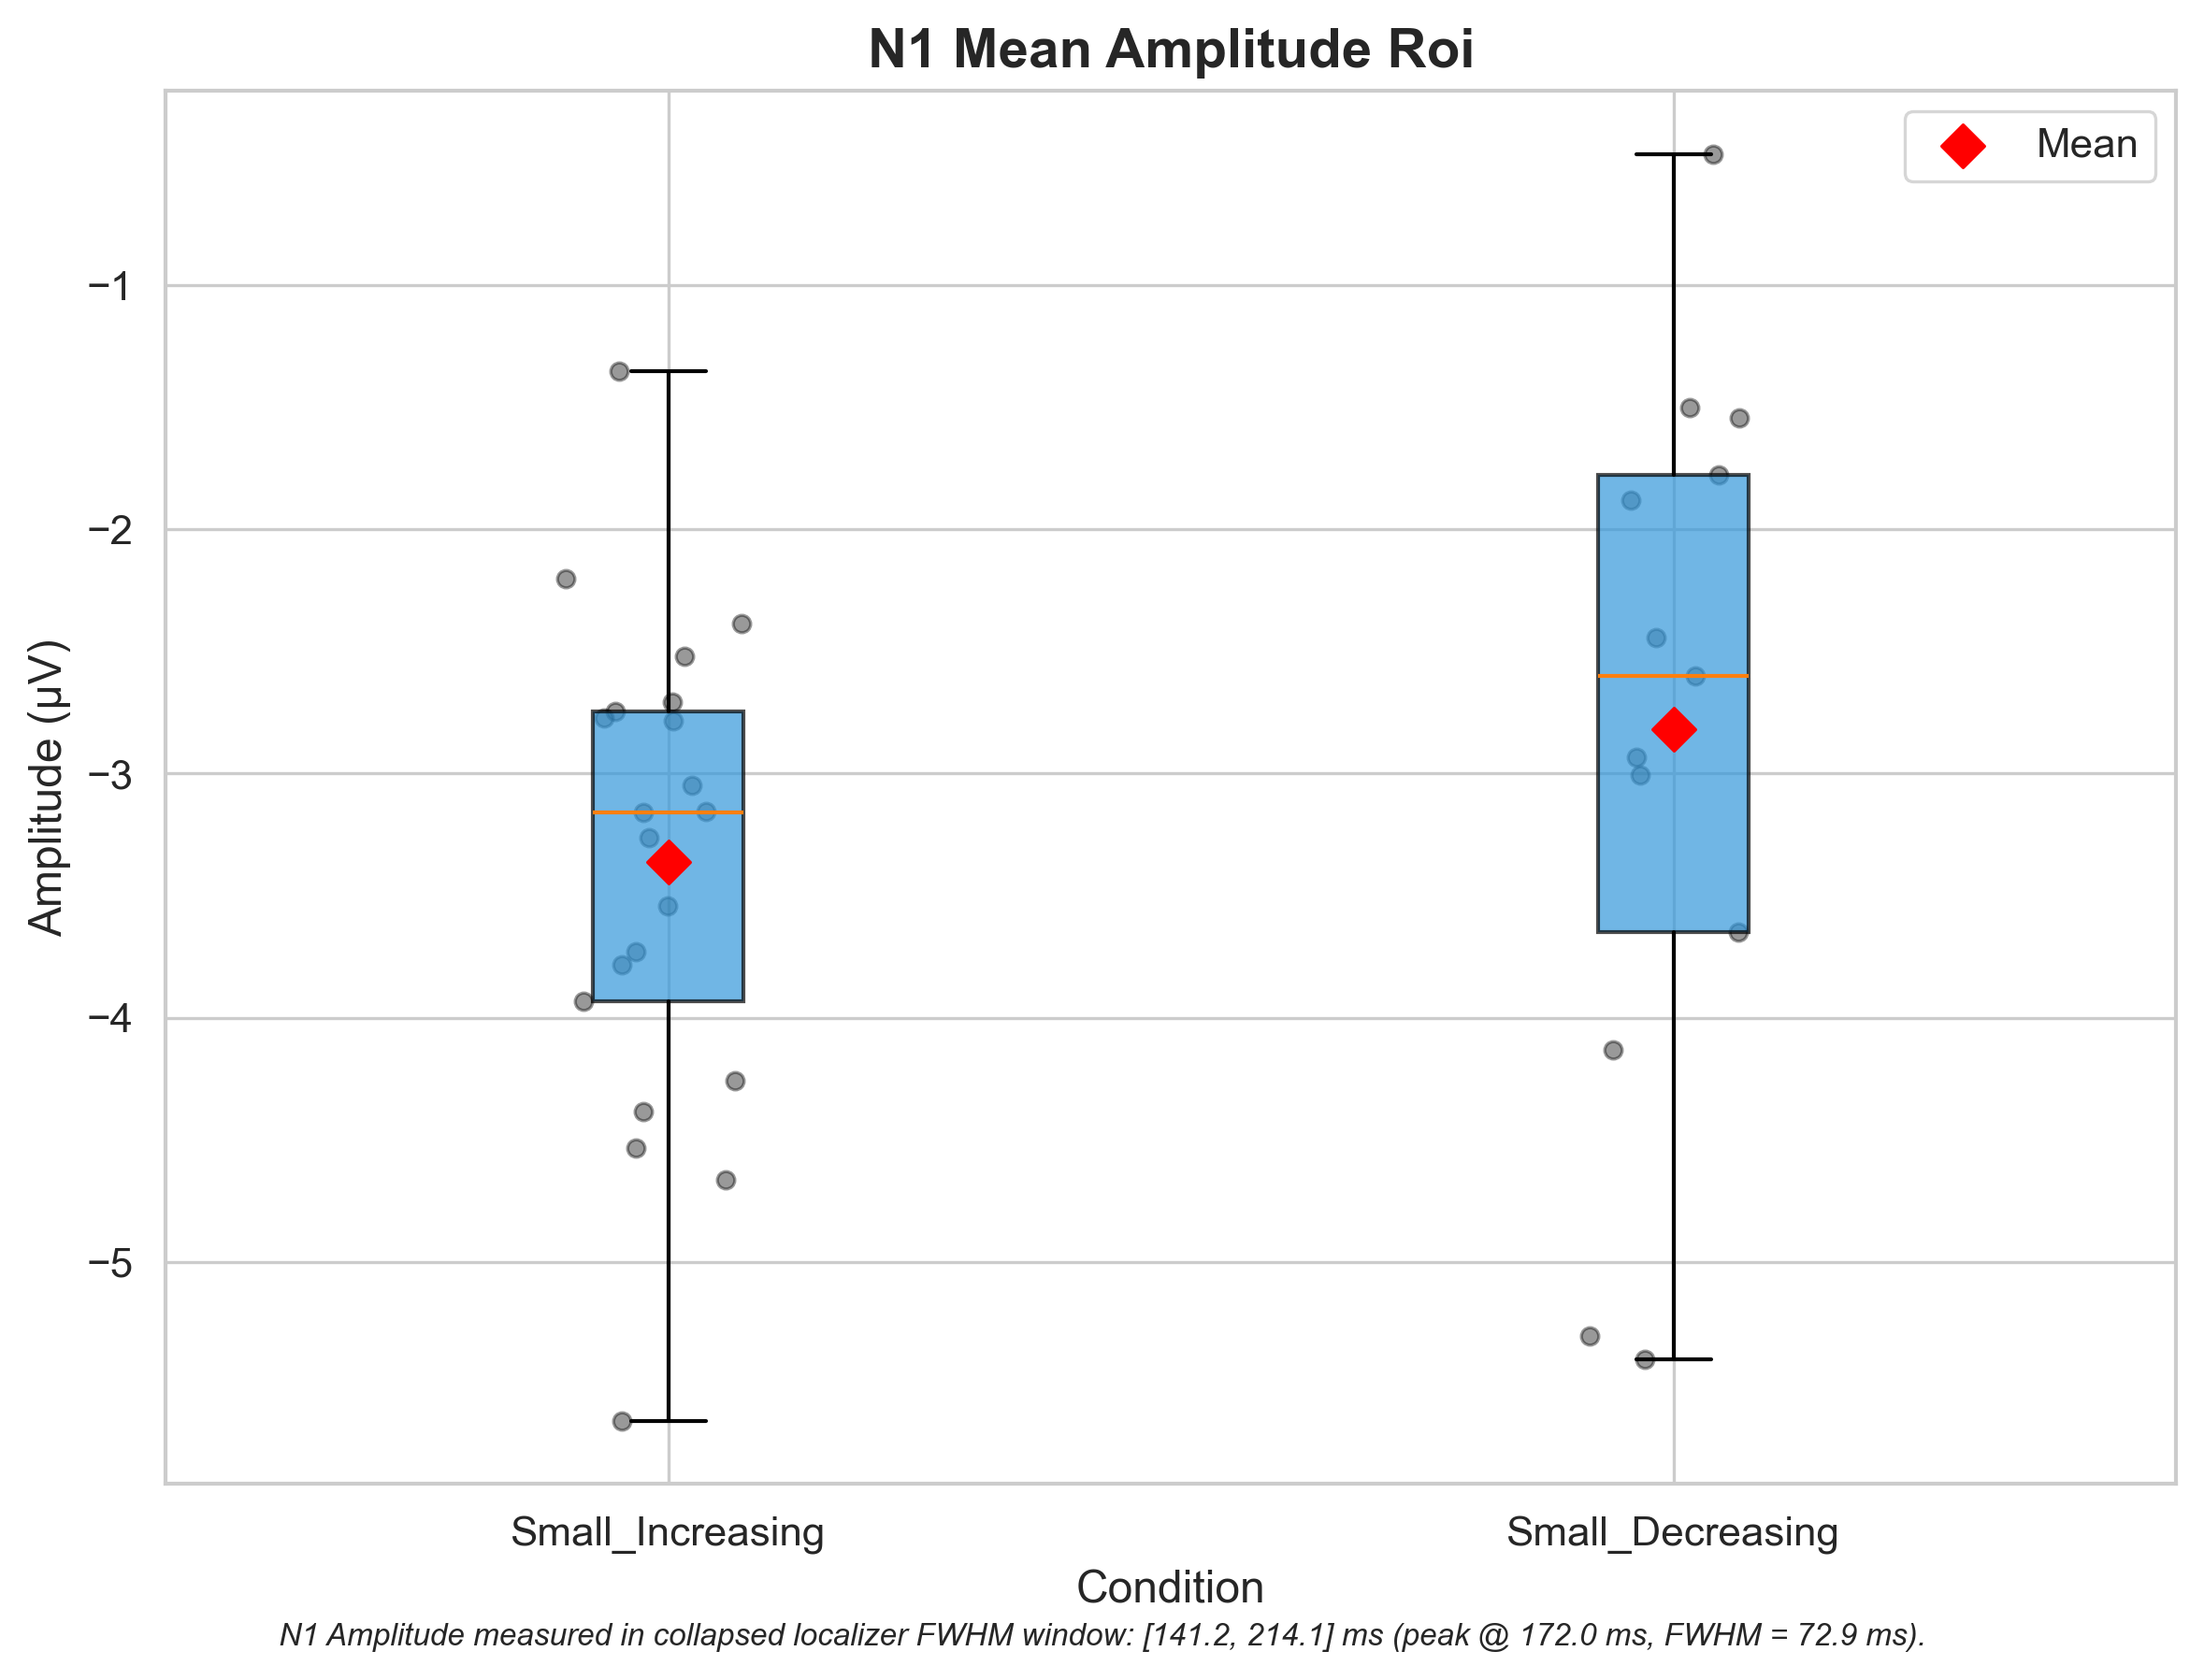 N1 Mean Amplitude Roi
Mean
−1
−2
−3
−4
−5
Amplitude (µV)
Small_Increasing
Small_Decreasing
Condition
N1 Amplitude measured in collapsed localizer FWHM window: [141.2, 214.1] ms (peak @ 172.0 ms, FWHM = 72.9 ms).